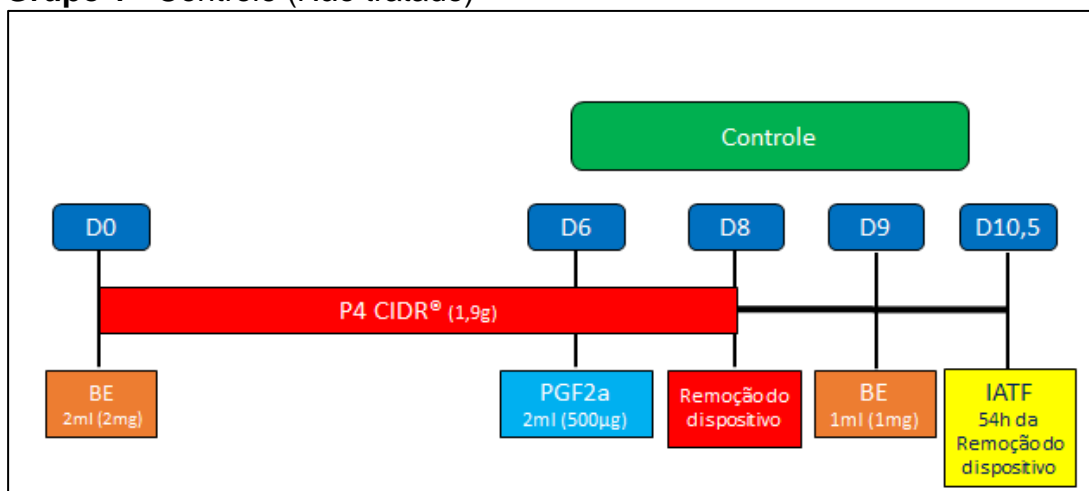 Grupo 1 - Controle (Não tratado)
Controle
D0
D6
D8
D9
D10,5
P4 CIDR® (1,9g)
BE
2ml (2mg)
PGF2a
2ml (500µg)
Remoção do
dispositivo
BE
1ml (1mg)
IATF
54h da
Remoção do
dispositivo